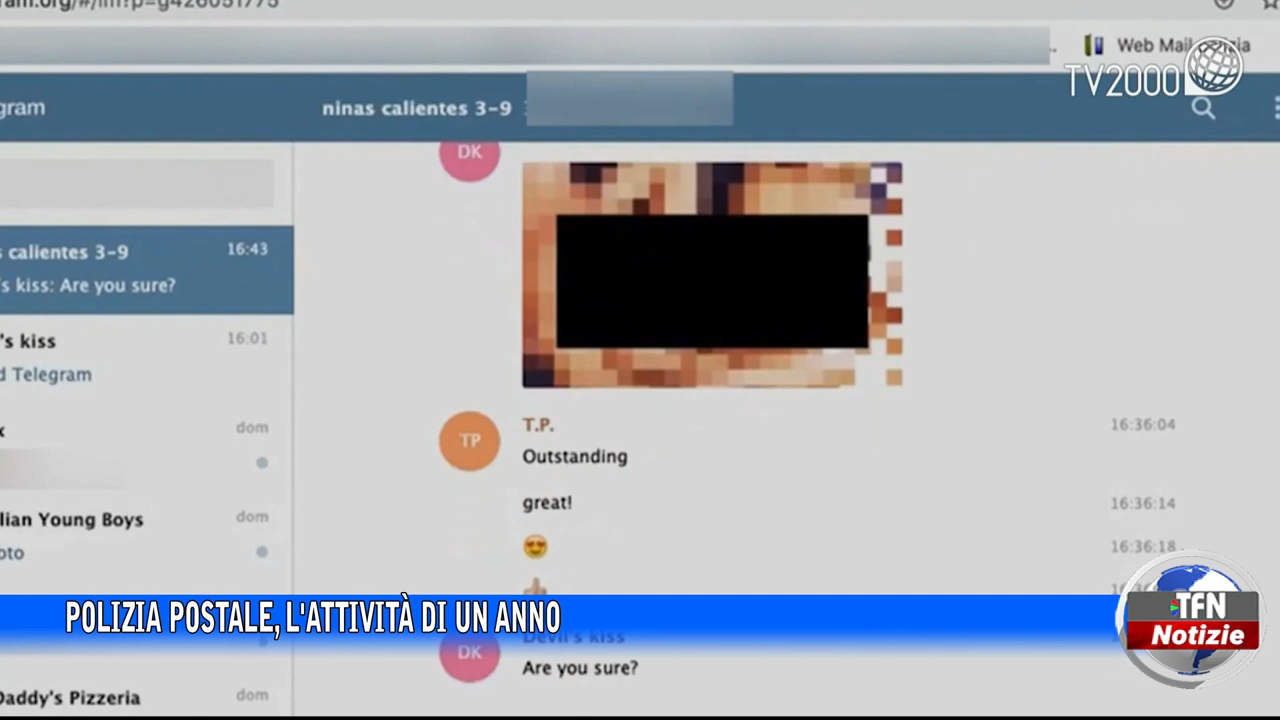 gram
ninas calientes 3-9
Web Mail
TV2000
DK
s calientes 3-9 16:43
's kiss: Are you sure?
's kiss 16:01
d Telegram
dom
lian Young Boys dom
oto
Daddy's Pizzeria dom
TP
T.P. 16:36:04
Outstanding
great! 16:36:14
16:36:18
DK
Devil's kiss
Are you sure?
POLIZIA POSTALE, L'ATTIVITÀ DI UN ANNO
TFN
Notizie